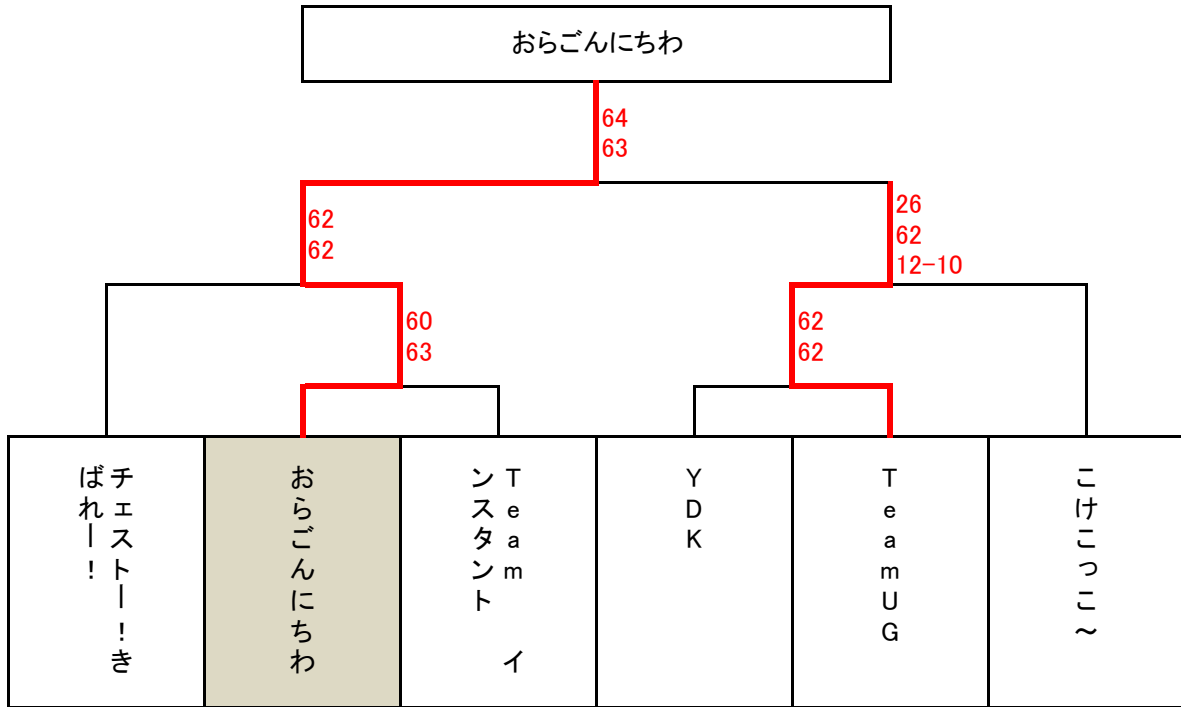 おらごんにちわ
64
63
62
62
26
62
12-10
60
63
62
62
チェストー！き
ばれー！
おらごんにちわ
Team　イ
ンスタント
YDK
TeamUG
こけこっこ～